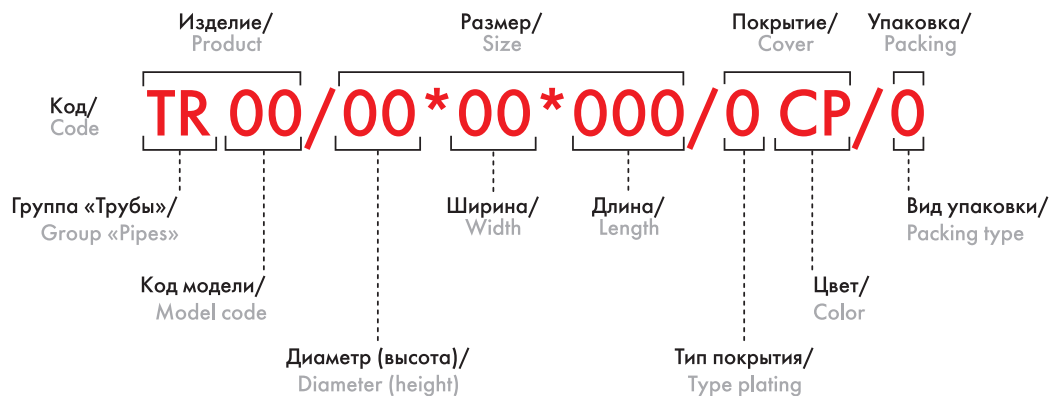 Изделие/
Product
Размер/
Size
Покрытие/
Cover
Упаковка/
Packing
Код/
Code
TR 00/00*00*000/0 CP/0
Группа «Трубы»/
Group «Pipes»
Ширина/
Width
Длина/
Length
Вид упаковки/
Packing type
Код модели/
Model code
Цвет/
Color
Диаметр (высота)/
Diameter (height)
Тип покрытия/
Type plating